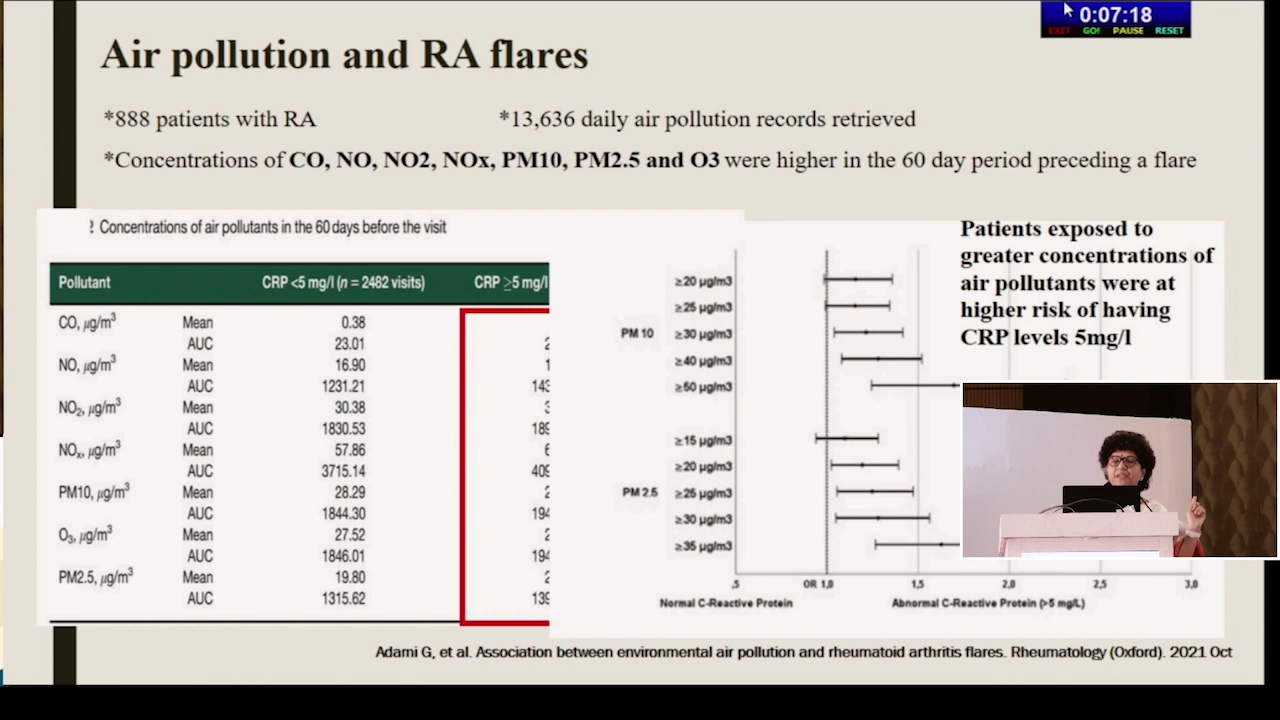 0:07:18
EXIT GO! PAUSE RESET
Air pollution and RA flares
*888 patients with RA
*13,636 daily air pollution records retrieved
*Concentrations of CO, NO, NO2, NOx, PM10, PM2.5 and O3 were higher in the 60 day period preceding a flare
Concentrations of air pollutants in the 60 days before the visit
Pollutant CRP <5 mg/l (n = 2482 visits) CRP ≥5 mg/l
CO, µg/m³ Mean 0.38
AUC 23.01
NO, µg/m³ Mean 16.90
AUC 1231.21
NO₂, µg/m³ Mean 30.38
AUC 1830.53
NOₓ, µg/m³ Mean 57.86
AUC 3715.14
PM10, µg/m³ Mean 28.29
AUC 1844.30
O₃, µg/m³ Mean 27.52
AUC 1846.01
PM2.5, µg/m³ Mean 19.80
AUC 1315.62
PM 10
≥20 µg/m3
≥25 µg/m3
≥30 µg/m3
≥40 µg/m3
≥50 µg/m3
PM 2.5
≥15 µg/m3
≥20 µg/m3
≥25 µg/m3
≥30 µg/m3
≥35 µg/m3
,5 OR 1,0 1,5 2,0 2,5 3,0
Normal C-Reactive Protein Abnormal C-Reactive Protein (>5 mg/L)
Patients exposed to
greater concentrations of
air pollutants were at
higher risk of having
CRP levels 5mg/l
Adami G, et al. Association between environmental air pollution and rheumatoid arthritis flares. Rheumatology (Oxford). 2021 Oct